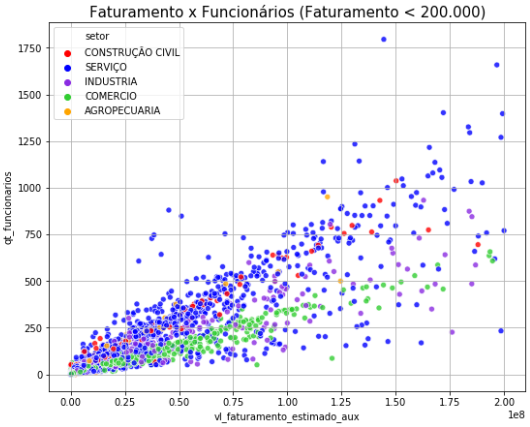 Faturamento x Funcionários (Faturamento < 200.000)
setor
CONSTRUÇÃO CIVIL
SERVIÇO
INDUSTRIA
COMERCIO
AGROPECUARIA
qt_funcionarios
1750
1500
1250
1000
750
500
250
0
0.00 0.25 0.50 0.75 1.00 1.25 1.50 1.75 2.00
1e8
vl_faturamento_estimado_aux